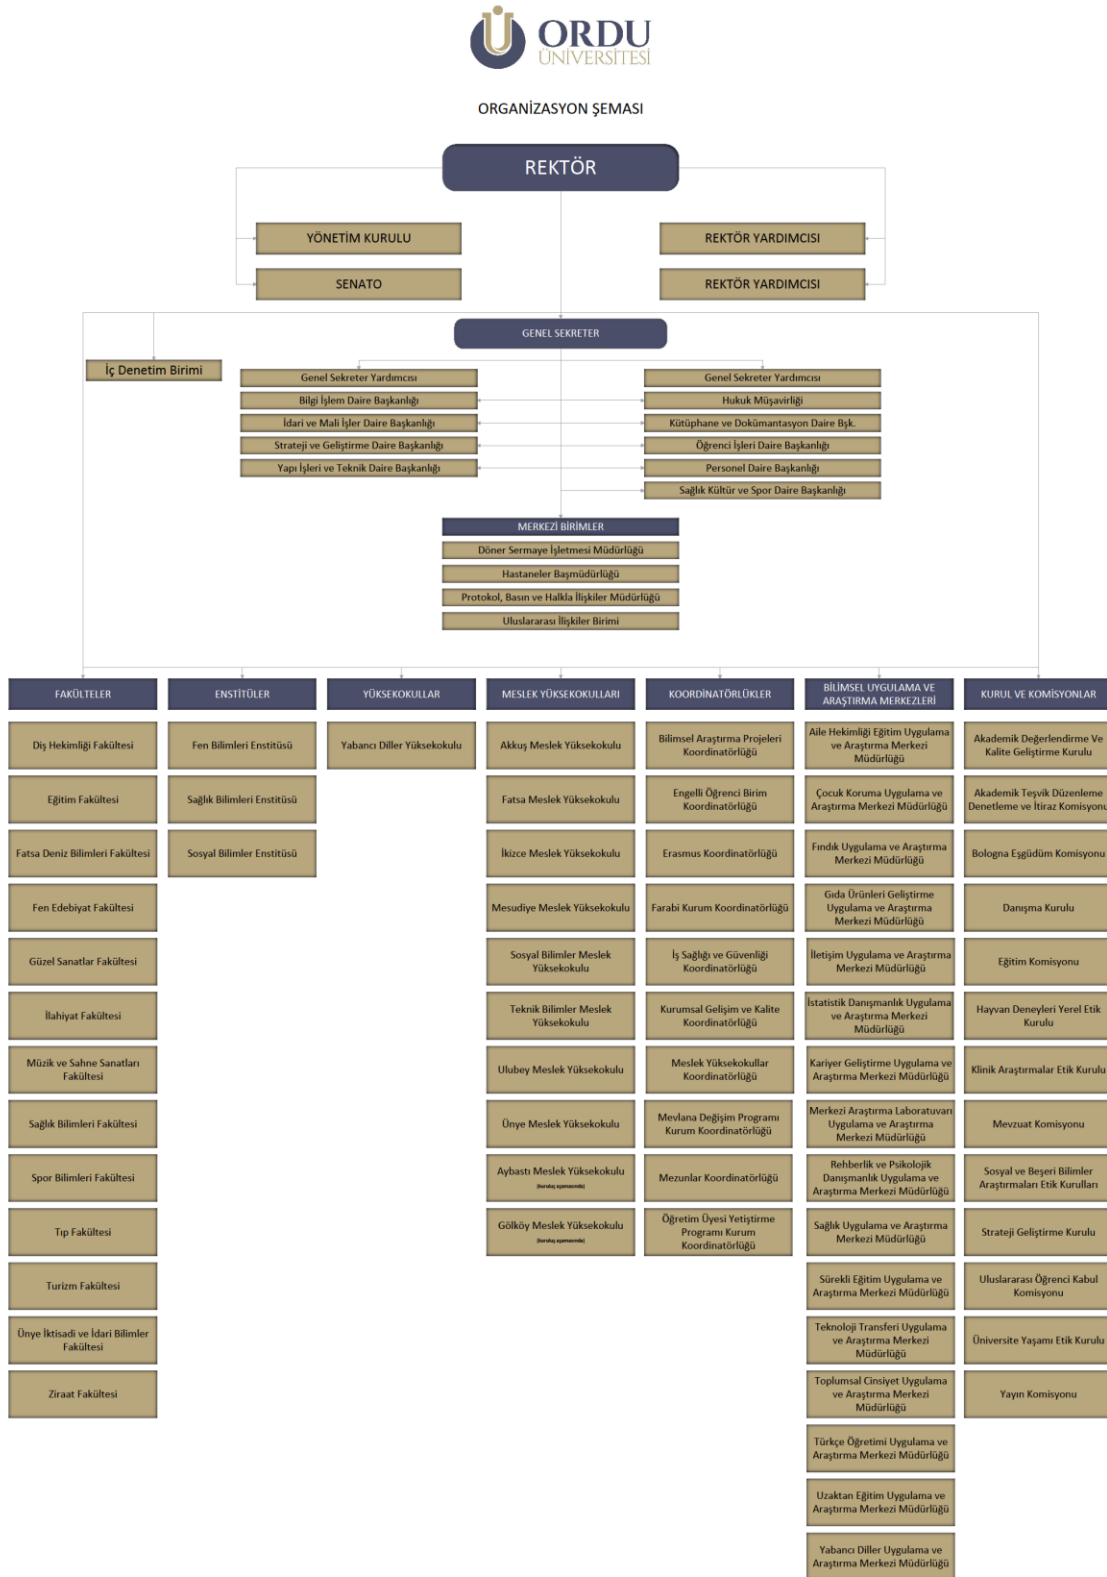 ORDU
ÜNİVERSİTESİ
ORGANİZASYON ŞEMASI
REKTÖR
YÖNETİM KURULU
REKTÖR YARDIMCISI
SENATO
REKTÖR YARDIMCISI
GENEL SEKRETER
İç Denetim Birimi
Genel Sekreter Yardımcısı
Genel Sekreter Yardımcısı
Bilgi İşlem Daire Başkanlığı
Hukuk Müşavirliği
İdari ve Mali İşler Daire Başkanlığı
Kütüphane ve Dokümantasyon Daire Bşk.
Strateji ve Geliştirme Daire Başkanlığı
Öğrenci İşleri Daire Başkanlığı
Yapı İşleri ve Teknik Daire Başkanlığı
Personel Daire Başkanlığı
Sağlık Kültür ve Spor Daire Başkanlığı
MERKEZİ BİRİMLER
Döner Sermaye İşletmesi Müdürlüğü
Hastaneler Başmüdürlüğü
Protokol, Basın ve Halkla İlişkiler Müdürlüğü
Uluslararası İlişkiler Birimi
FAKÜLTELER
Diş Hekimliği Fakültesi
Eğitim Fakültesi
Fatsa Deniz Bilimleri Fakültesi
Fen Edebiyat Fakültesi
Güzel Sanatlar Fakültesi
İlahiyat Fakültesi
Müzik ve Sahne Sanatları
Fakültesi
Sağlık Bilimleri Fakültesi
Spor Bilimleri Fakültesi
Tıp Fakültesi
Turizm Fakültesi
Ünye İktisadi ve İdari Bilimler
Fakültesi
Ziraat Fakültesi
ENSTİTÜLER
Fen Bilimleri Enstitüsü
Sağlık Bilimleri Enstitüsü
Sosyal Bilimler Enstitüsü
YÜKSEKOKULLAR
Yabancı Diller Yüksekokulu
MESLEK YÜKSEKOKULLARI
Akkuş Meslek Yüksekokulu
Fatsa Meslek Yüksekokulu
İkizce Meslek Yüksekokulu
Mesudiye Meslek Yüksekokulu
Sosyal Bilimler Meslek
Yüksekokulu
Teknik Bilimler Meslek
Yüksekokulu
Ulubey Meslek Yüksekokulu
Ünye Meslek Yüksekokulu
Aybastı Meslek Yüksekokulu
(kuruluş aşamasında)
Gölköy Meslek Yüksekokulu
(kuruluş aşamasında)
KOORDİNATÖRLÜKLER
Bilimsel Araştırma Projeleri
Koordinatörlüğü
Engelli Öğrenci Birim
Koordinatörlüğü
Erasmus Koordinatörlüğü
Farabi Kurum Koordinatörlüğü
İş Sağlığı ve Güvenliği
Koordinatörlüğü
Kurumsal Gelişim ve Kalite
Koordinatörlüğü
Meslek Yüksekokullar
Koordinatörlüğü
Mevlana Değişim Programı
Kurum Koordinatörlüğü
Mezunlar Koordinatörlüğü
Öğretim Üyesi Yetiştirme
Programı Kurum
Koordinatörlüğü
BİLİMSEL UYGULAMA VE
ARAŞTIRMA MERKEZLERİ
Aile Hekimliği Eğitim Uygulama
ve Araştırma Merkezi
Müdürlüğü
Çocuk Koruma Uygulama ve
Araştırma Merkezi Müdürlüğü
Fındık Uygulama ve Araştırma
Merkezi Müdürlüğü
Gıda Ürünleri Geliştirme
Uygulama ve Araştırma
Merkezi Müdürlüğü
İletişim Uygulama ve Araştırma
Merkezi Müdürlüğü
İstatistik Danışmanlık Uygulama
ve Araştırma Merkezi
Müdürlüğü
Kariyer Geliştirme Uygulama ve
Araştırma Merkezi Müdürlüğü
Merkezi Araştırma Laboratuvarı
Uygulama ve Araştırma
Merkezi Müdürlüğü
Rehberlik ve Psikolojik
Danışmanlık Uygulama ve
Araştırma Merkezi Müdürlüğü
Sağlık Uygulama ve Araştırma
Merkezi Müdürlüğü
Sürekli Eğitim Uygulama ve
Araştırma Merkezi Müdürlüğü
Teknoloji Transferi Uygulama
ve Araştırma Merkezi
Müdürlüğü
Toplumsal Cinsiyet Uygulama
ve Araştırma Merkezi
Müdürlüğü
Türkçe Öğretimi Uygulama ve
Araştırma Merkezi Müdürlüğü
Uzaktan Eğitim Uygulama ve
Araştırma Merkezi Müdürlüğü
Yabancı Diller Uygulama ve
Araştırma Merkezi Müdürlüğü
KURUL VE KOMİSYONLAR
Akademik Değerlendirme Ve
Kalite Geliştirme Kurulu
Akademik Teşvik Düzenleme
Denetleme ve İtiraz Komisyonu
Bologna Eşgüdüm Komisyonu
Danışma Kurulu
Eğitim Komisyonu
Hayvan Deneyleri Yerel Etik
Kurulu
Klinik Araştırmalar Etik Kurulu
Mevzuat Komisyonu
Sosyal ve Beşeri Bilimler
Araştırmaları Etik Kurulları
Strateji Geliştirme Kurulu
Uluslararası Öğrenci Kabul
Komisyonu
Üniversite Yaşamı Etik Kurulu
Yayın Komisyonu